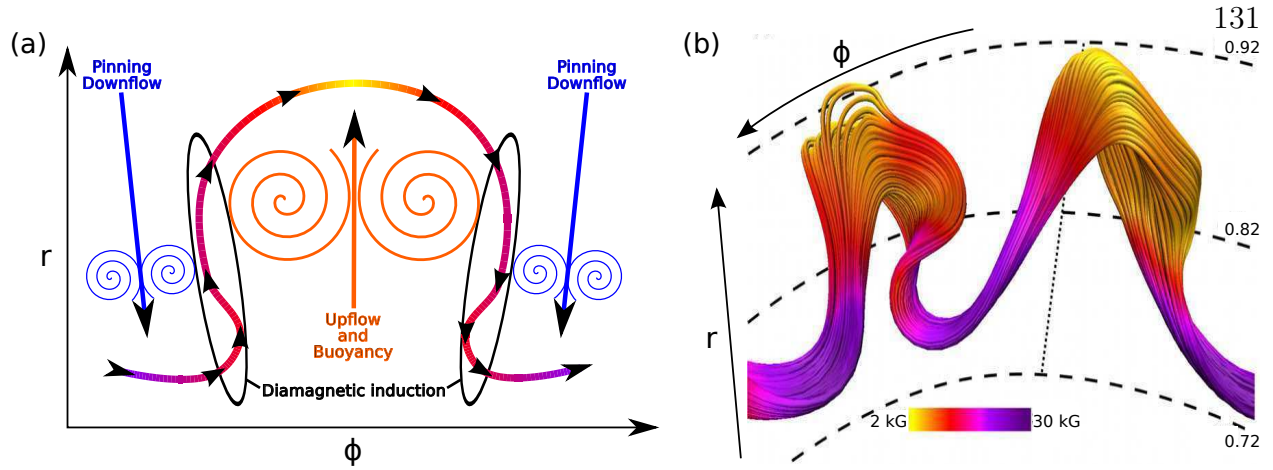 131
(a)
Pinning
Downflow
Pinning
Downflow
r
Upflow
and
Buoyancy
Diamagnetic induction
ϕ
(b)
ϕ
0.92
0.82
r
2 kG
30 kG
0.72